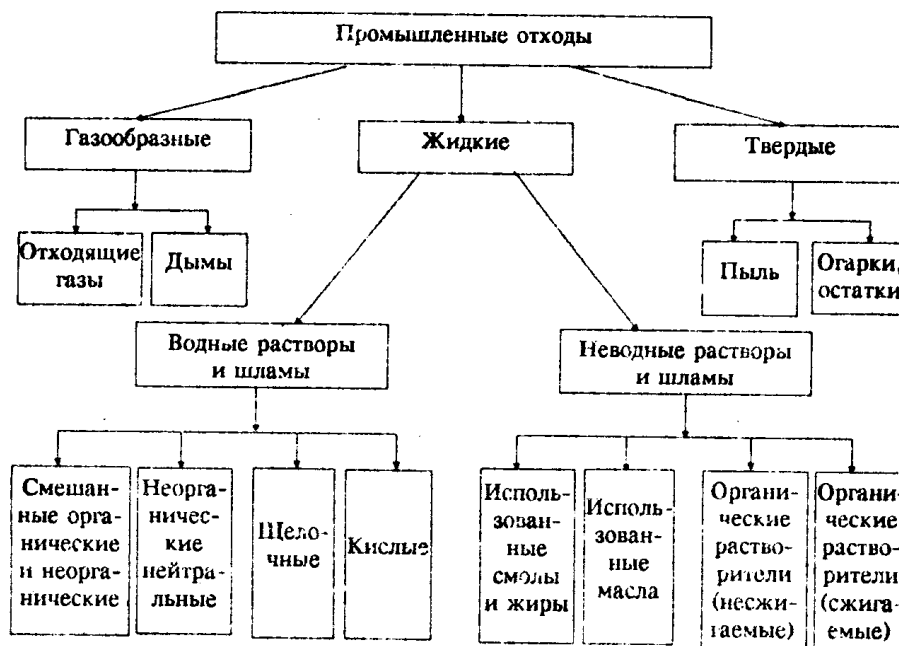 Промышленные отходы
Газообразные
Жидкие
Твердые
Отходящие
газы
Дымы
Пыль
Огарки,
остатки
Водные растворы
и шламы
Неводные растворы
и шламы
Смешан-
ные орга-
нические
и неорга-
нические
Неорга-
ничес-
кие
нейтра-
льные
Щело-
чные
Кислые
Исполь-
зован-
ные
смолы
и жиры
Исполь-
зован-
ные
масла
Органи-
ческие
раство-
рители
(несжи-
гаемые)
Органи-
ческие
раство-
рители
(сжига-
емые)